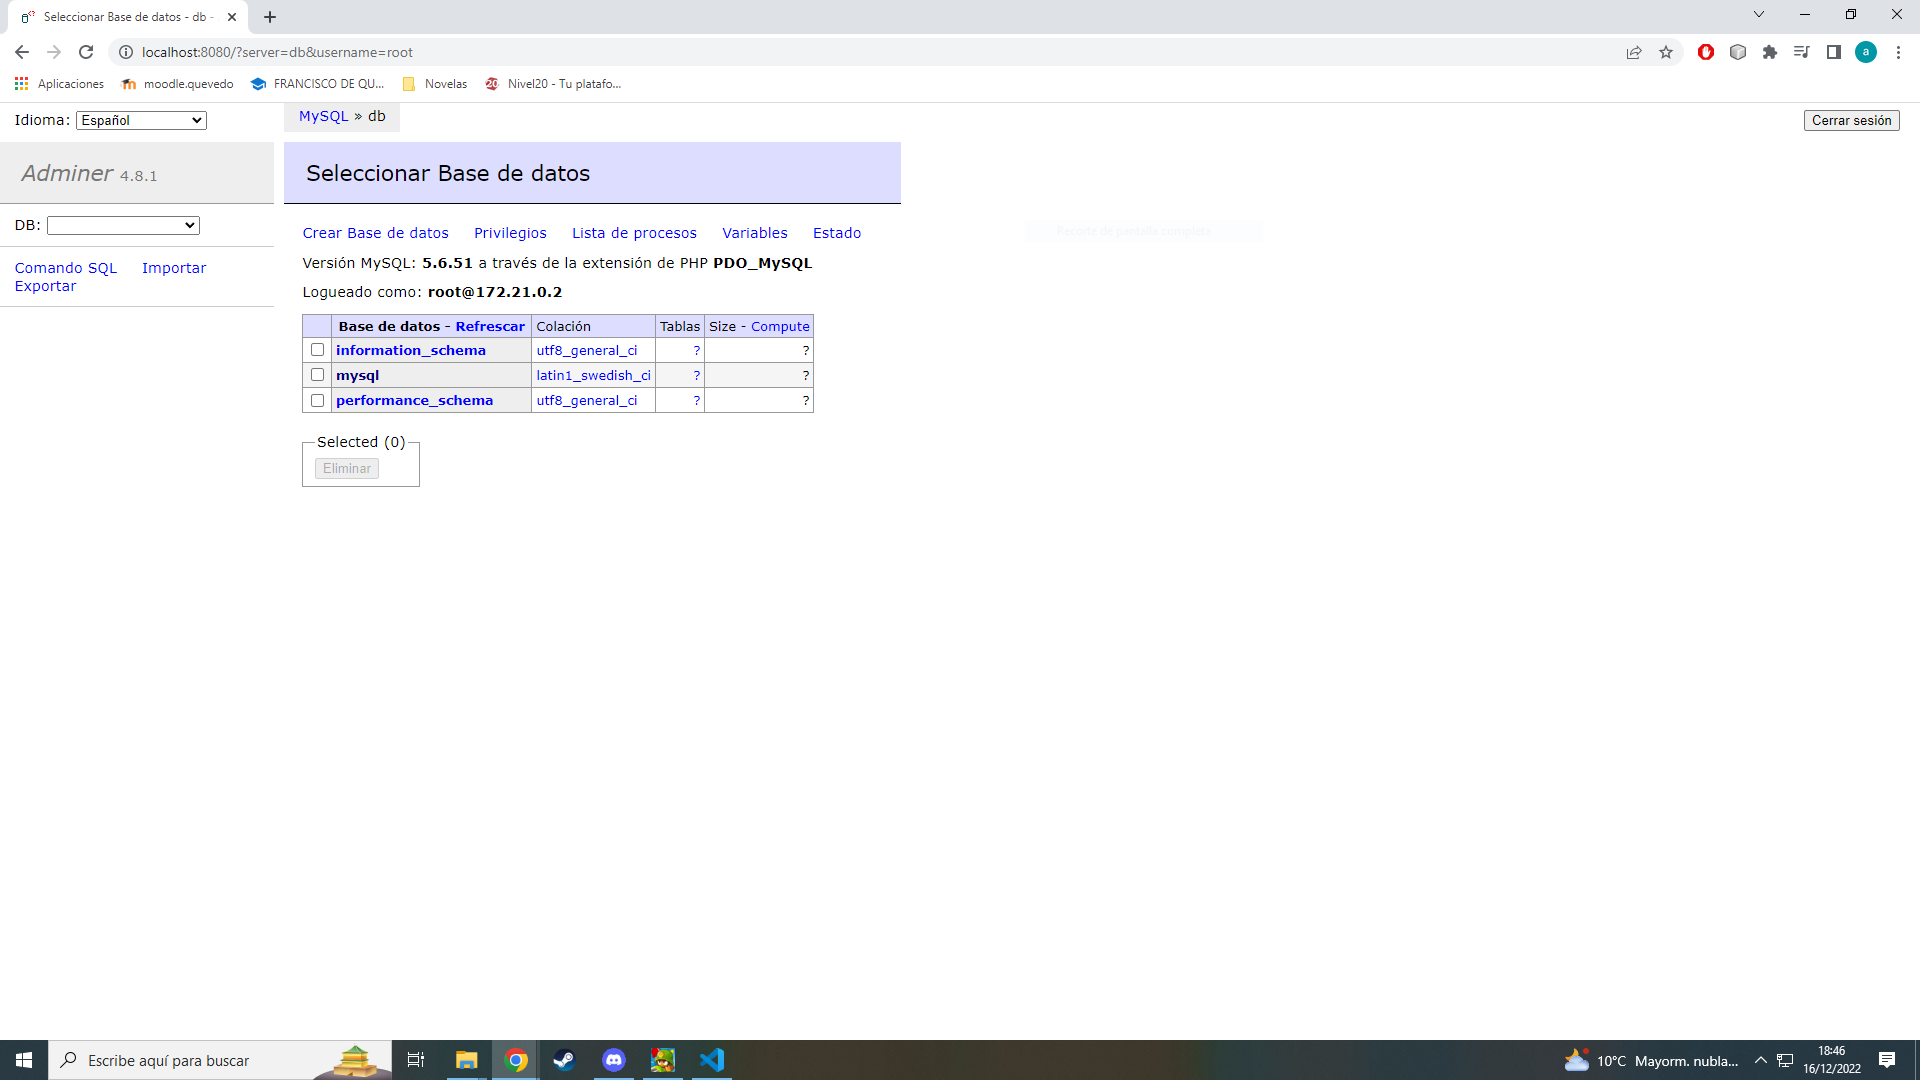 Seleccionar Base de datos - db -
localhost:8080/?server=db&username=root
a
Aplicaciones moodle.quevedo FRANCISCO DE QU... Novelas 20 Nivel20 - Tu platafo...
Idioma: Español
MySQL » db
Cerrar sesión
Adminer 4.8.1
Seleccionar Base de datos
DB:
Crear Base de datos Privilegios Lista de procesos Variables Estado
Comando SQL Importar
Exportar
Versión MySQL: 5.6.51 a través de la extensión de PHP PDO_MySQL
Logueado como: root@172.21.0.2
Base de datos - Refrescar Colación Tablas Size - Compute
information_schema utf8_general_ci ? ?
mysql latin1_swedish_ci ? ?
performance_schema utf8_general_ci ? ?
Selected (0)
Eliminar
Escribe aquí para buscar
10°C Mayorm. nubla...
18:46
16/12/2022